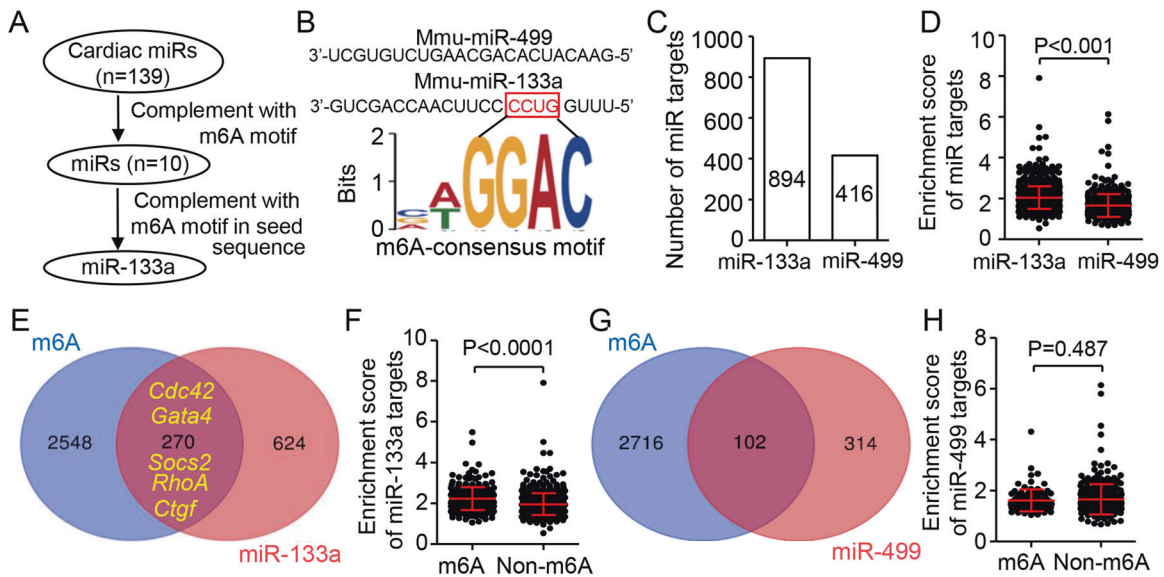 A
Cardiac miRs
(n=139)
Complement with
m6A motif
miRs (n=10)
Complement with
m6A motif in seed
sequence
miR-133a
B
Mmu-miR-499
3'-UCGUGUCUGAACGACACUACAAG-5'
Mmu-miR-133a
3'-GUCGACCAACUUCC CCUG GUUU-5'
Bits
2
1
0
GGAC
m6A-consensus motif
C
Number of miR targets
1000
800
600
400
200
0
894
416
miR-133a miR-499
D
Enrichment score
of miR targets
P<0.001
10
8
6
4
2
0
miR-133a miR-499
E
m6A
2548
Cdc42
Gata4
270
Socs2
RhoA
Ctgf
624
miR-133a
F
Enrichment score
of miR-133a targets
P<0.0001
10
8
6
4
2
0
m6A Non-m6A
G
m6A
2716
102
314
miR-499
H
Enrichment score
of miR-499 targets
P=0.487
8
6
4
2
0
m6A Non-m6A